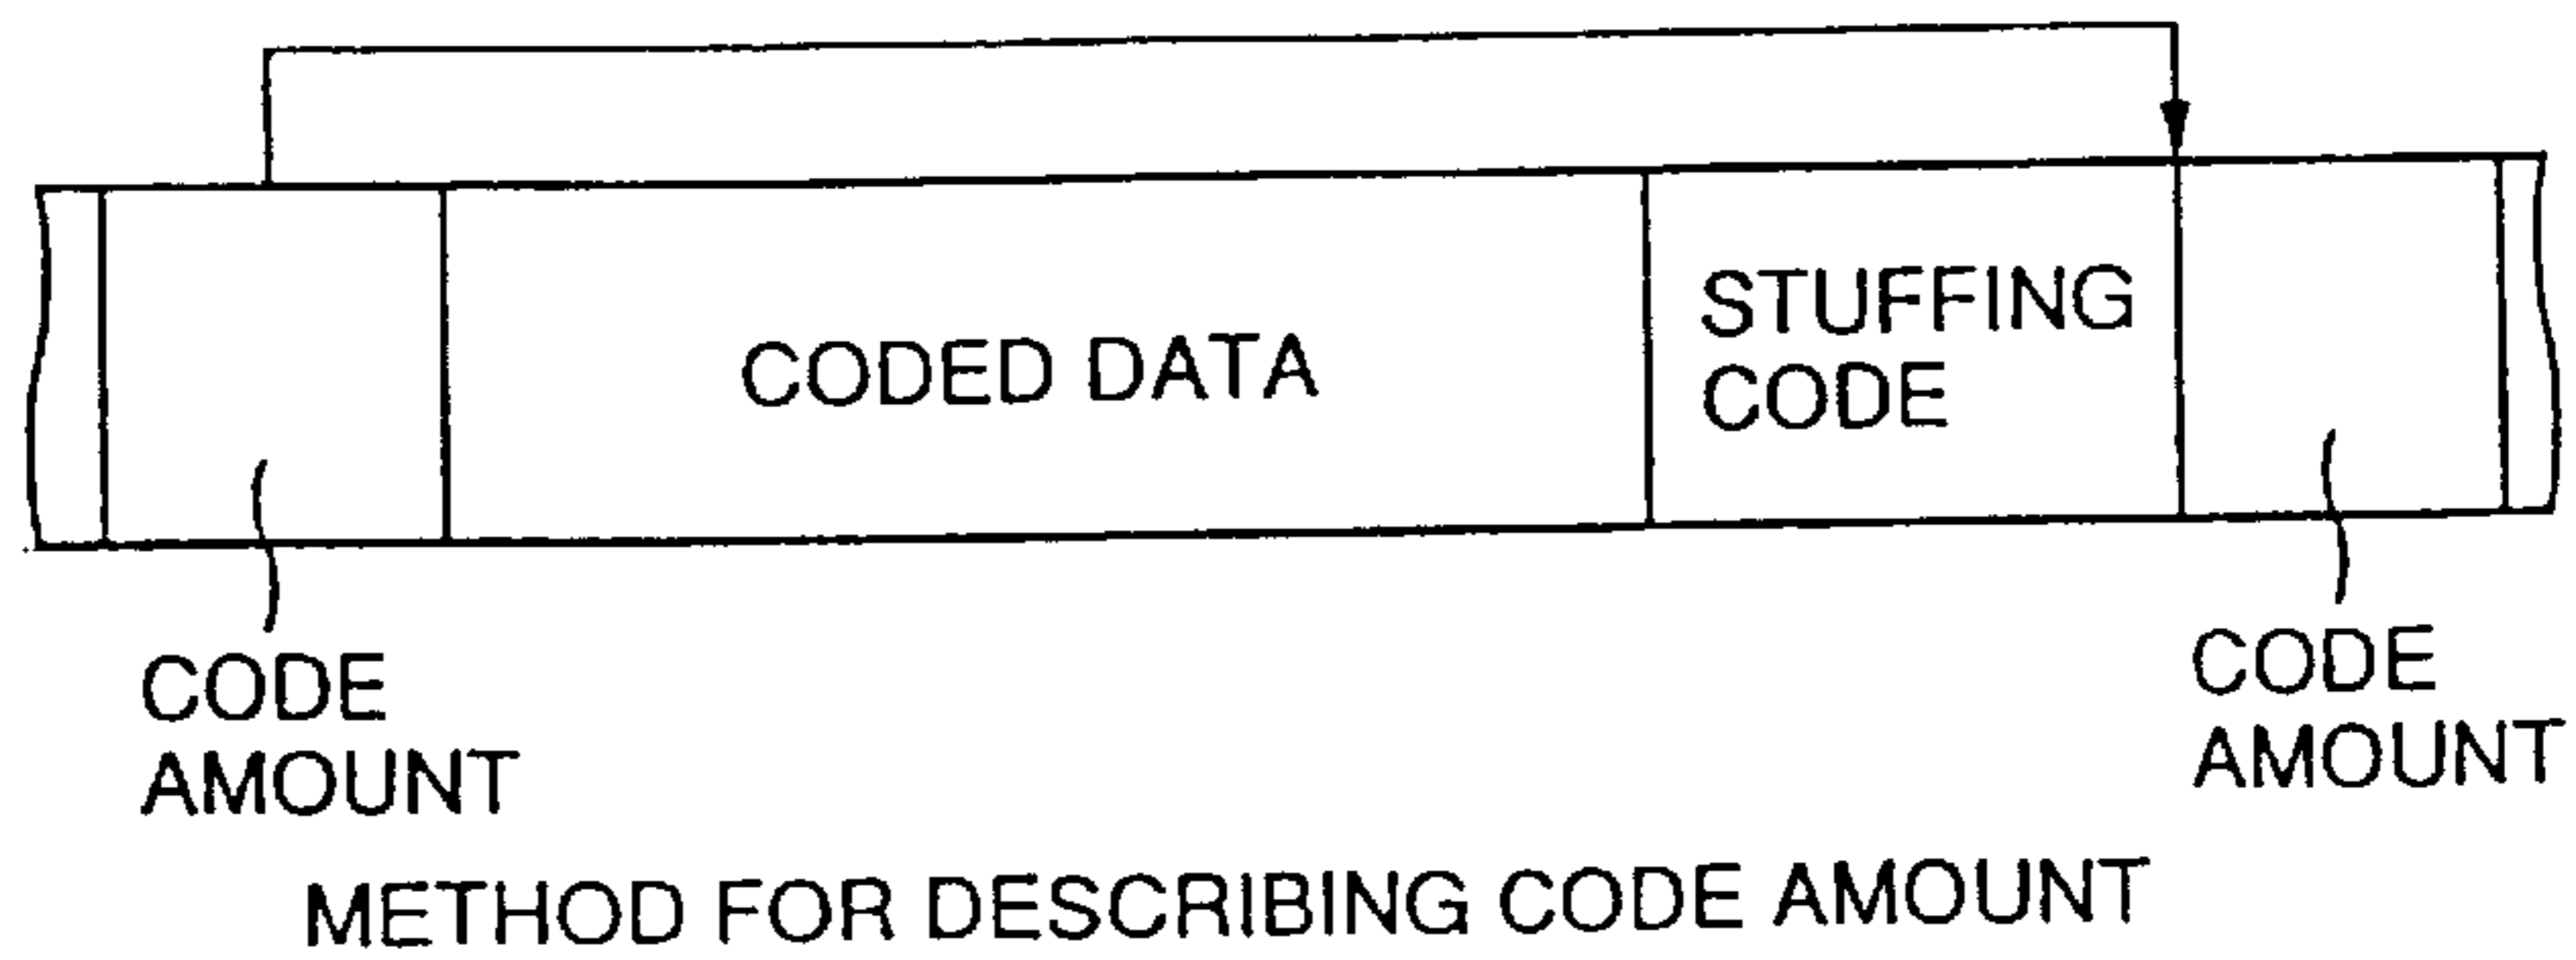 CODED DATA
STUFFING
CODE
CODE
AMOUNT
CODE
AMOUNT
METHOD FOR DESCRIBING CODE AMOUNT